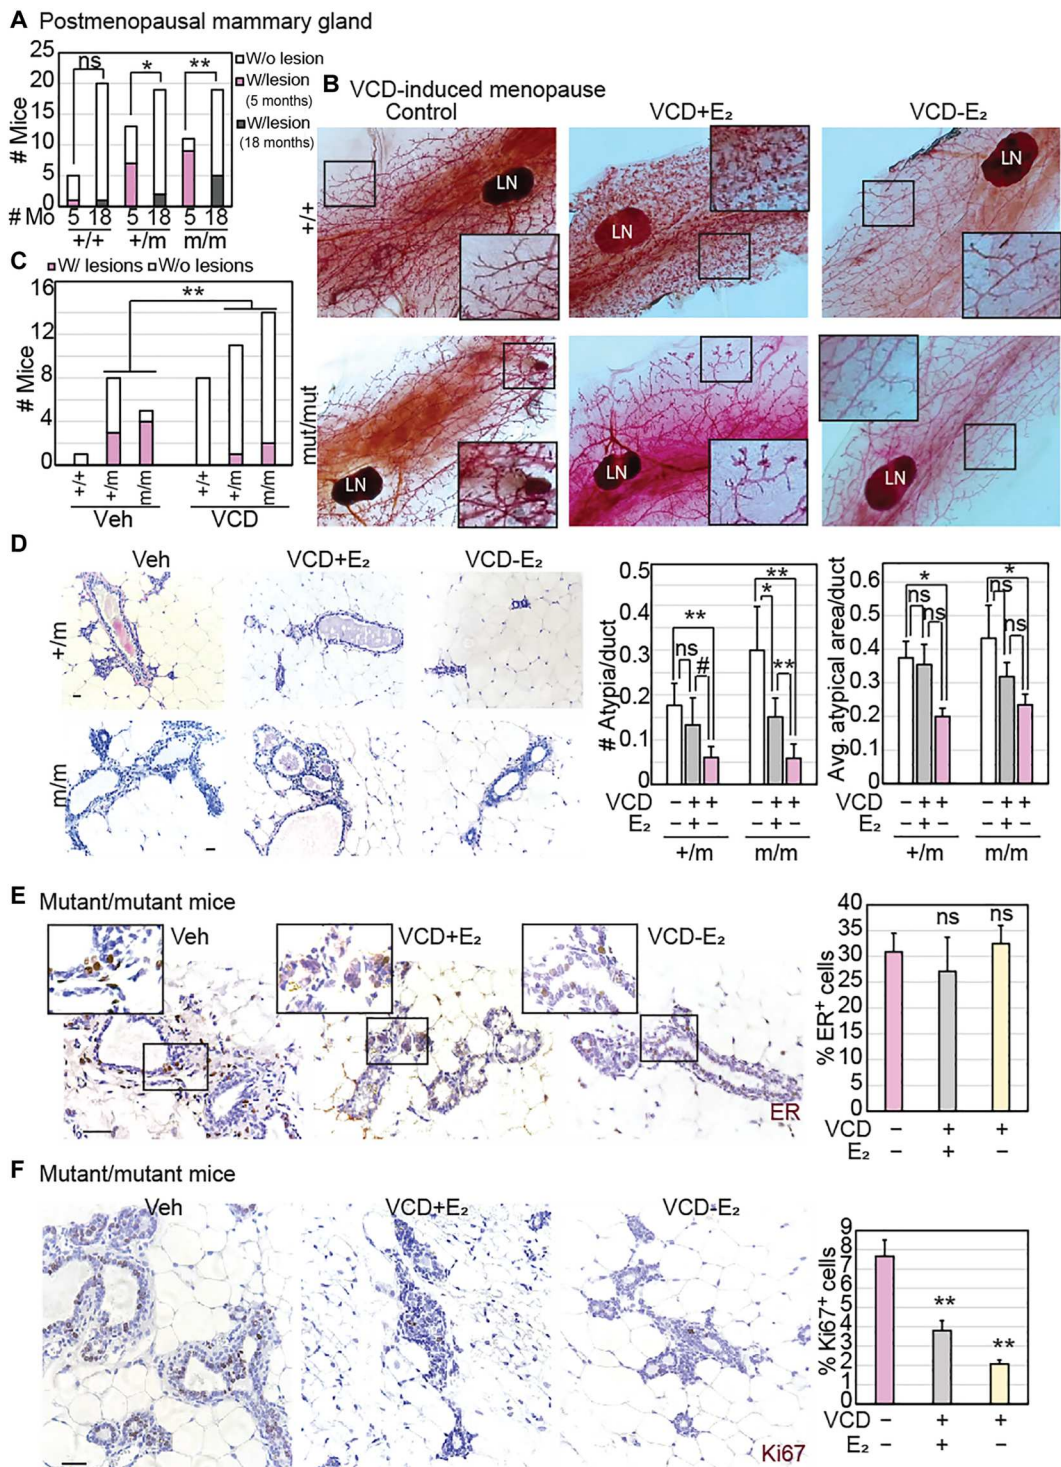 A Postmenopausal mammary gland
# Mice
25
20
15
10
5
0
ns
*
**
W/o lesion
W/lesion
(5 months)
W/lesion
(18 months)
# Mo
5 18 5 18 5 18
+/+ +/m m/m
B VCD-induced menopause
Control VCD+E₂ VCD-E₂
+/+
LN
LN
LN
mut/mut
LN
LN
LN
C
W/ lesions W/o lesions
# Mice
16
12
8
4
0
**
+/+ +/m m/m +/+ +/m m/m
Veh VCD
D
Veh VCD+E₂ VCD-E₂
+/m
m/m
# Atypia/duct
0.5
0.4
0.3
0.2
0.1
0
**
ns
#
**
*
**
VCD − + + − + +
E₂ − + − − + −
+/m m/m
Avg. atypical area/duct
0.6
0.5
0.4
0.3
0.2
0.1
0
*
ns
ns
*
ns
ns
VCD − + + − + +
E₂ − + − − + −
+/m m/m
E Mutant/mutant mice
Veh VCD+E₂ VCD-E₂
ER
% ER⁺ cells
40
35
30
25
20
15
10
5
0
ns ns
VCD − + +
E₂ − + −
F Mutant/mutant mice
Veh VCD+E₂ VCD-E₂
Ki67
% Ki67⁺ cells
9
8
7
6
5
4
3
2
1
0
**
**
VCD − + +
E₂ − + −